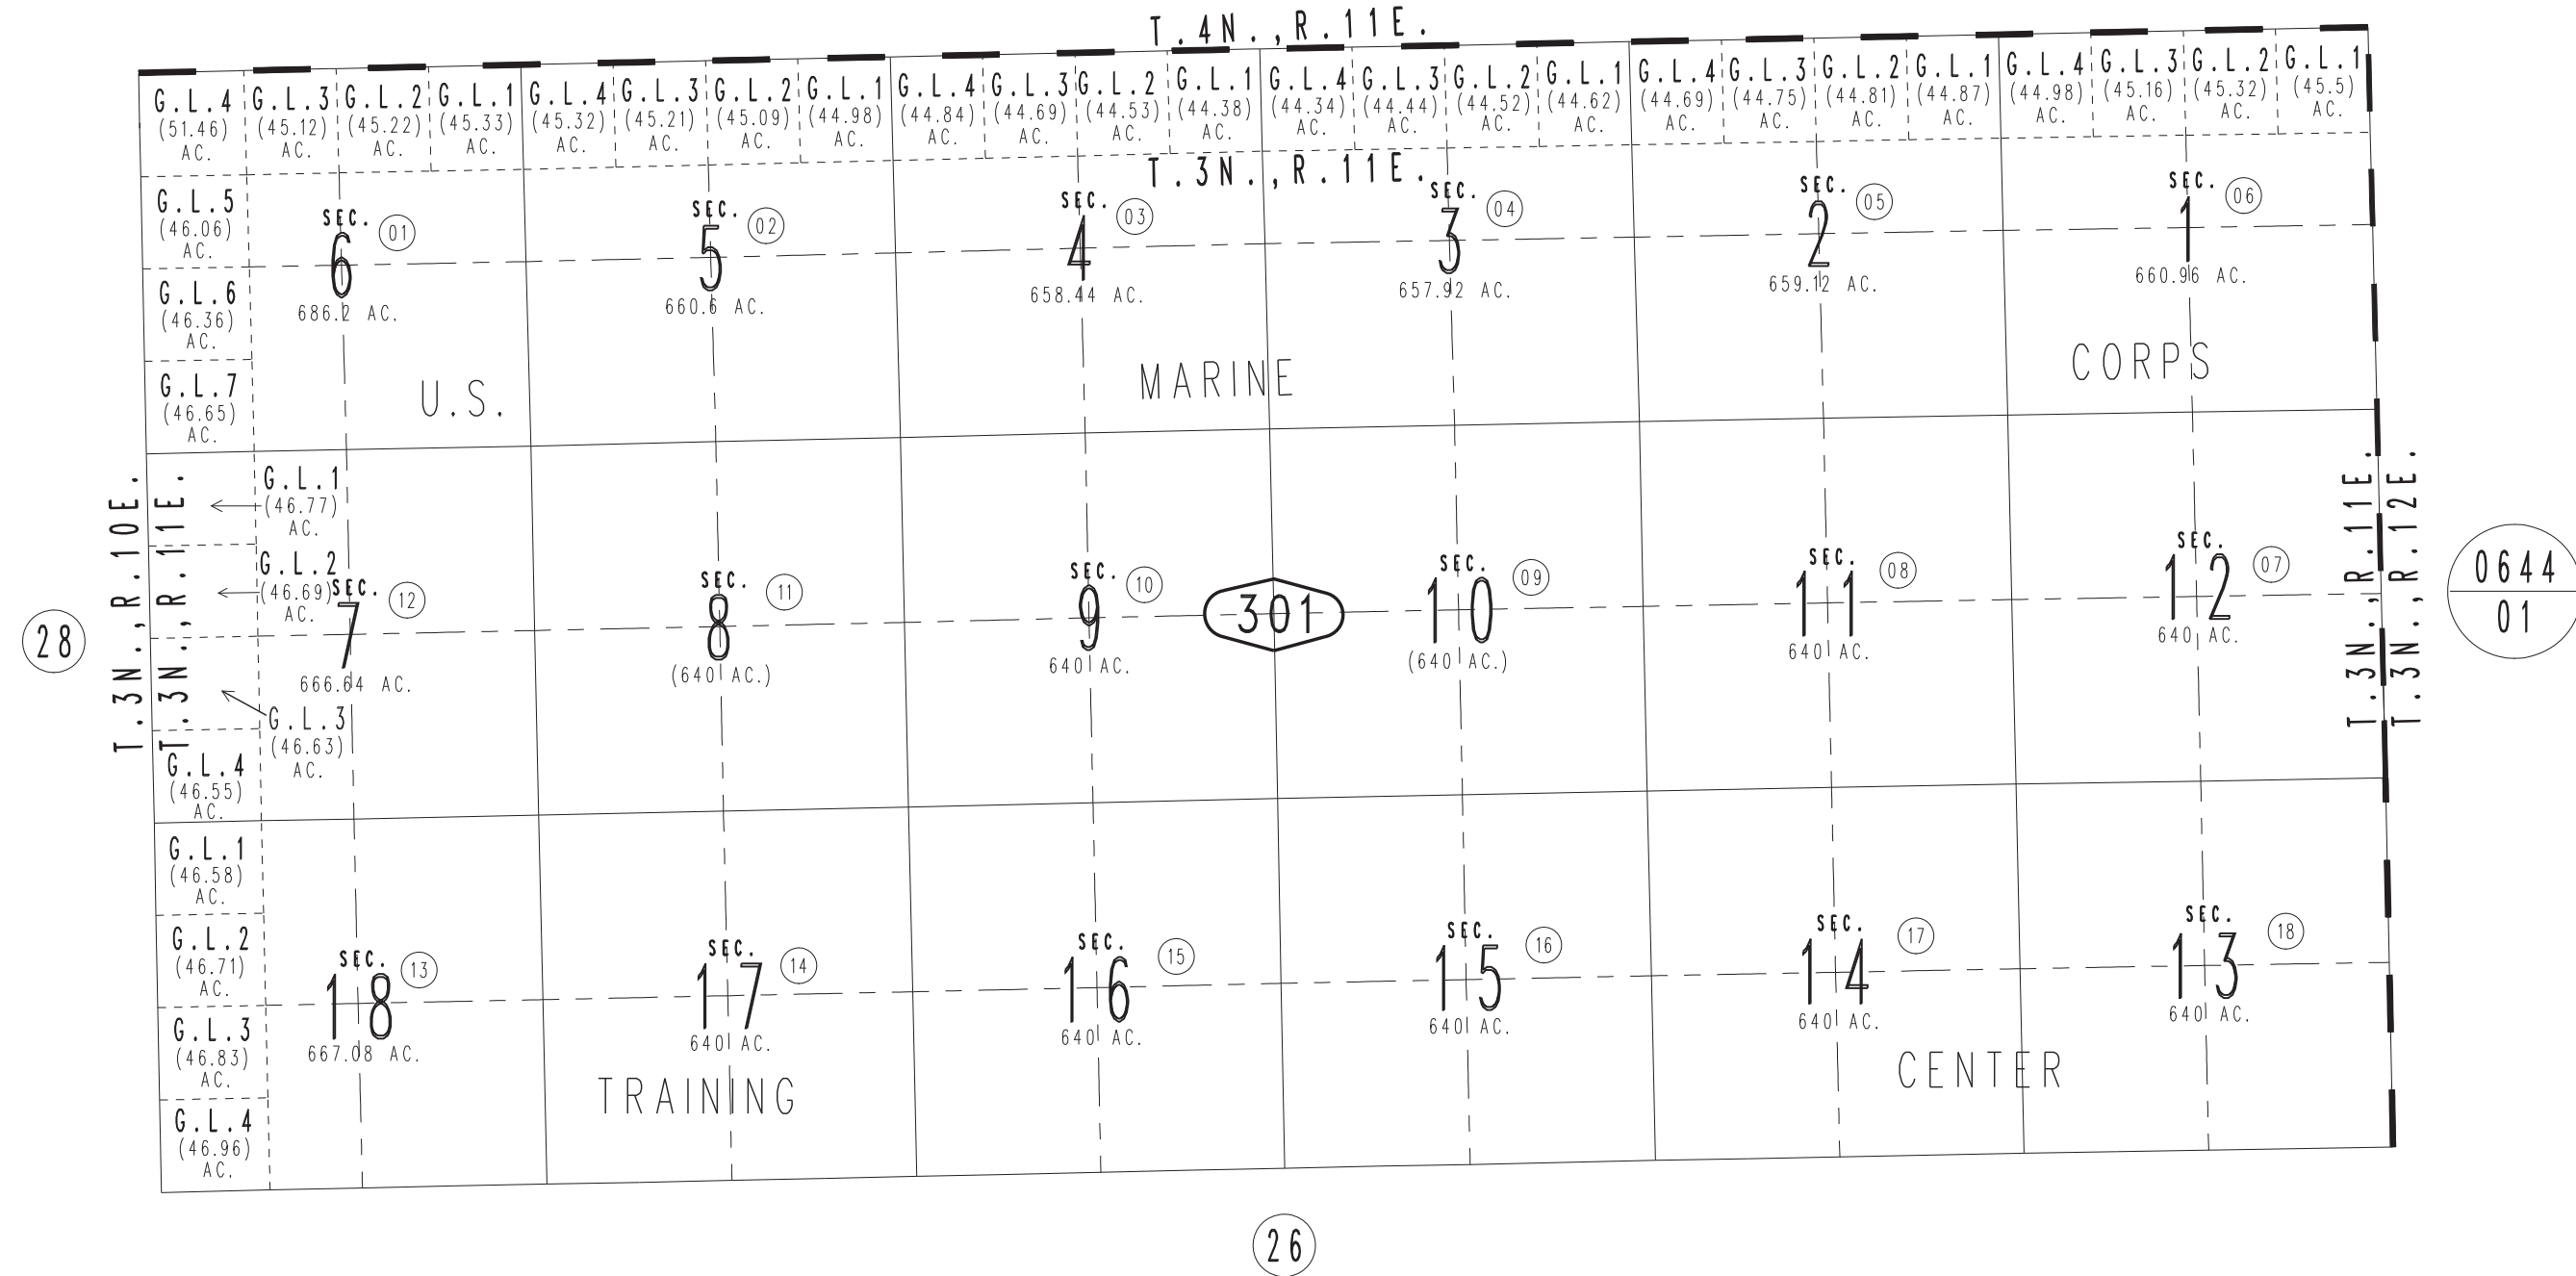 T.4N.,R.11E.
G.L.4 G.L.3 G.L.2 G.L.1 G.L.4 G.L.3 G.L.2 G.L.1 G.L.4 G.L.3 G.L.2 G.L.1 G.L.4 G.L.3 G.L.2 G.L.1 G.L.4 G.L.3 G.L.2 G.L.1 G.L.4 G.L.3 G.L.2 G.L.1
(51.46) (45.12) (45.22) (45.33) (45.32) (45.21) (45.09) (44.98) (44.84) (44.69) (44.53) (44.38) (44.34) (44.44) (44.52) (44.62) (44.69) (44.75) (44.81) (44.87) (44.98) (45.16) (45.32) (45.5)
AC. AC. AC. AC. AC. AC. AC. AC. AC. AC. AC. AC. AC. AC. AC. AC. AC. AC. AC. AC. AC. AC. AC. AC.
T.3N.,R.11E.
G.L.5
(46.06)
AC.
G.L.6
(46.36)
AC.
G.L.7
(46.65)
AC.
SEC. 01
6
686.2 AC.
SEC. 02
5
660.6 AC.
SEC. 03
4
658.44 AC.
SEC. 04
3
657.92 AC.
SEC. 05
2
659.12 AC.
SEC. 06
1
660.96 AC.
U.S. MARINE CORPS
T.3N.,R.10E.
T.3N.,R.11E.
28
G.L.1
(46.77)
AC.
G.L.2
(46.69)
AC.
G.L.3
(46.63)
AC.
G.L.4
(46.55)
AC.
SEC. 12
7
666.64 AC.
SEC. 11
8
(640 AC.)
SEC. 10
9
640 AC.
301
SEC. 09
10
(640 AC.)
SEC. 08
11
640 AC.
SEC. 07
12
640 AC.
T.3N.,R.11E.
T.3N.,R.12E.
0644
01
G.L.1
(46.58)
AC.
G.L.2
(46.71)
AC.
G.L.3
(46.83)
AC.
G.L.4
(46.96)
AC.
SEC. 13
18
667.08 AC.
SEC. 14
17
640 AC.
SEC. 15
16
640 AC.
SEC. 16
15
640 AC.
SEC. 17
14
640 AC.
SEC. 18
13
640 AC.
TRAINING CENTER
26